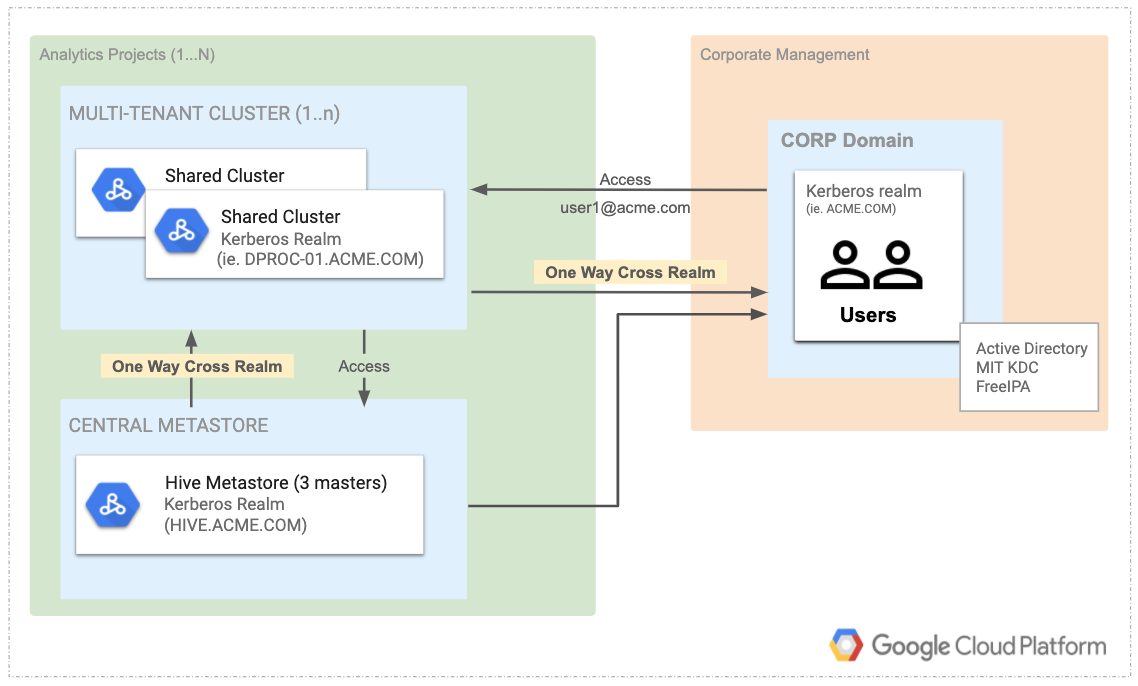 Analytics Projects (1...N)
MULTI-TENANT CLUSTER (1..n)
Shared Cluster
Shared Cluster
Kerberos Realm
(ie. DPROC-01.ACME.COM)
One Way Cross Realm
Access
CENTRAL METASTORE
Hive Metastore (3 masters)
Kerberos Realm
(HIVE.ACME.COM)
Access
user1@acme.com
One Way Cross Realm
Corporate Management
CORP Domain
Kerberos realm
(ie. ACME.COM)
Users
Active Directory
MIT KDC
FreeIPA
Google Cloud Platform